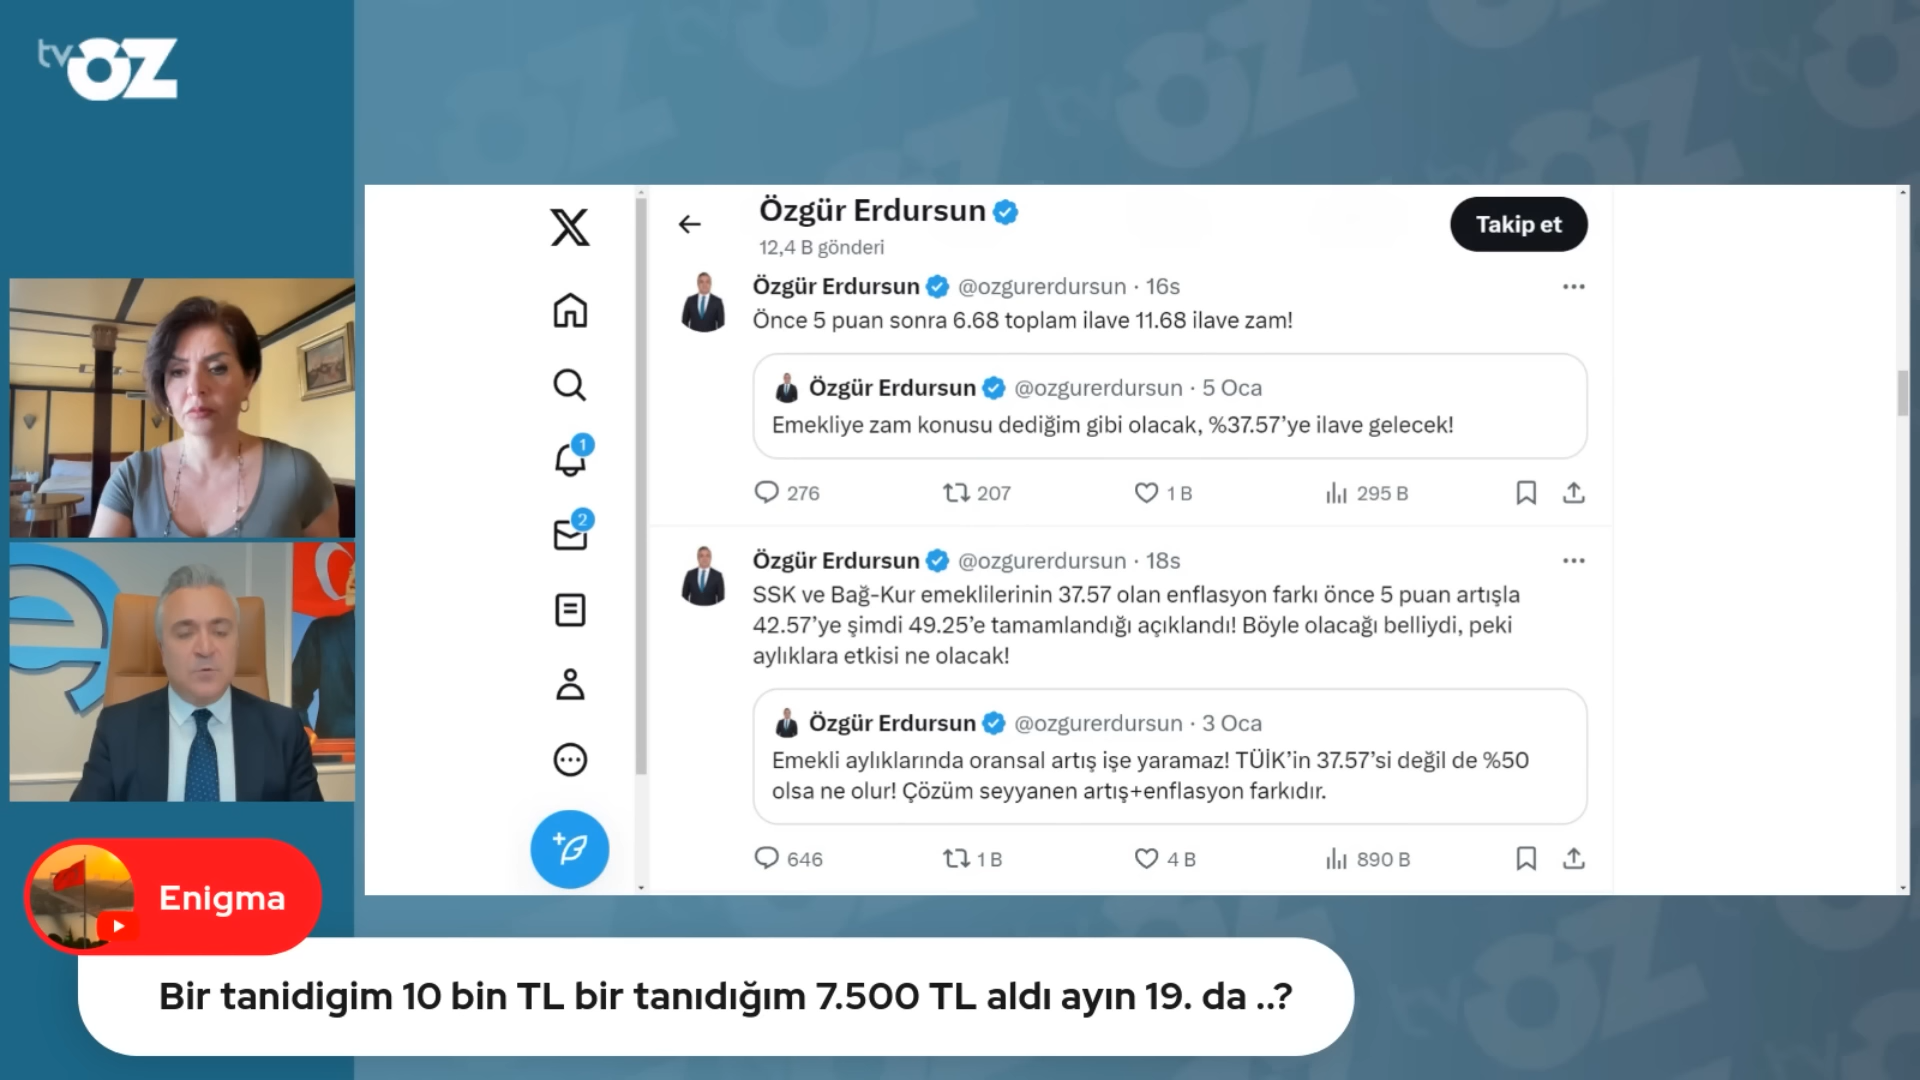 tv ÖZ
Özgür Erdursun
12,4 B gönderi
Takip et
Özgür Erdursun @ozgurerdursun · 16s
Önce 5 puan sonra 6.68 toplam ilave 11.68 ilave zam!
Özgür Erdursun @ozgurerdursun · 5 Oca
Emekliye zam konusu dediğim gibi olacak, %37.57’ye ilave gelecek!
276 207 1 B 295 B
1
2
Özgür Erdursun @ozgurerdursun · 18s
SSK ve Bağ-Kur emeklilerinin 37.57 olan enflasyon farkı önce 5 puan artışla
42.57’ye şimdi 49.25’e tamamlandığı açıklandı! Böyle olacağı belliydi, peki
aylıklara etkisi ne olacak!
Özgür Erdursun @ozgurerdursun · 3 Oca
Emekli aylıklarında oransal artış işe yaramaz! TÜİK’in 37.57’si değil de %50
olsa ne olur! Çözüm seyyanen artış+enflasyon farkıdır.
646 1 B 4 B 890 B
Enigma
Bir tanidigim 10 bin TL bir tanıdığım 7.500 TL aldı ayın 19. da ..?